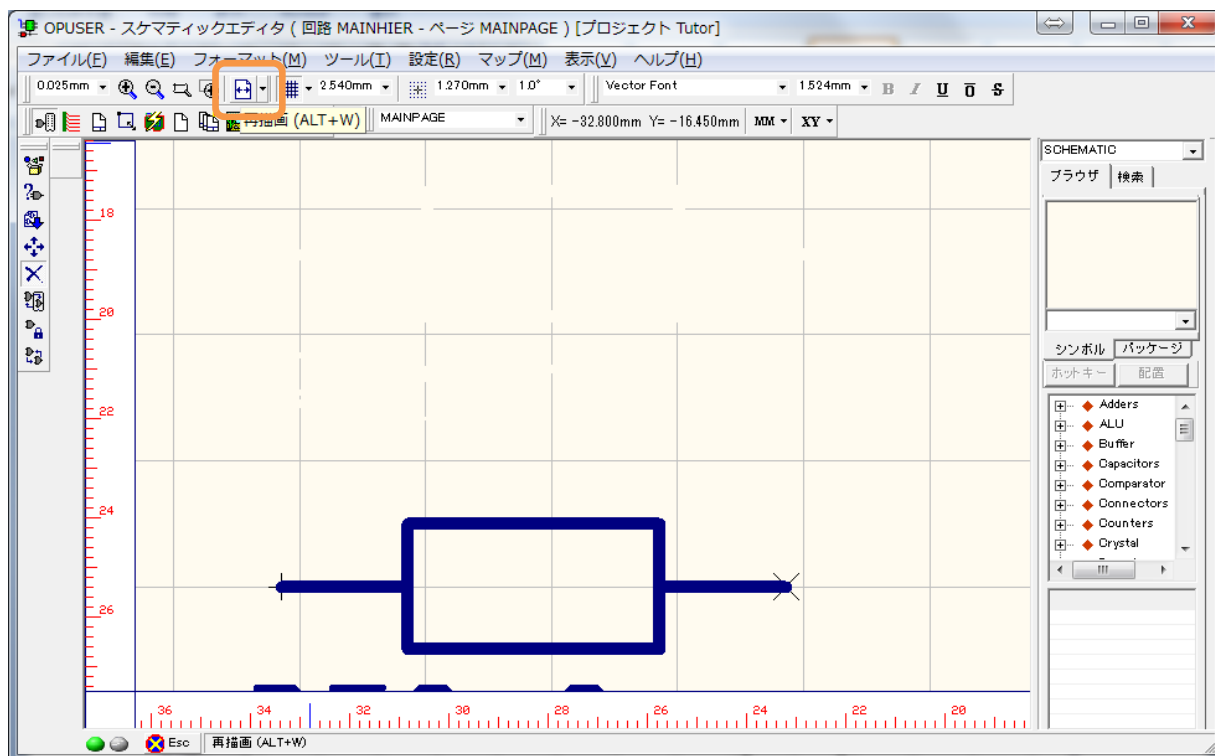 OPUSER - スケマティックエディタ ( 回路 MAINHIER - ページ MAINPAGE ) [プロジェクト Tutor]
ファイル(F) 編集(E) フォーマット(M) ツール(T) 設定(R) マップ(M) 表示(V) ヘルプ(H)
0.025mm 2.540mm 1.270mm 1.0° Vector Font 1.524mm B I U O S
再描画 (ALT+W) MAINPAGE X= -32.800mm Y= -16.450mm MM XY
SCHEMATIC
ブラウザ 検索
18
20
22
24
26
シンボル パッケージ
ホットキー 配置
Adders
ALU
Buffer
Capacitors
Comparator
Connectors
Counters
Crystal
36 34 32 30 28 26 24 22 20
Esc 再描画 (ALT+W)